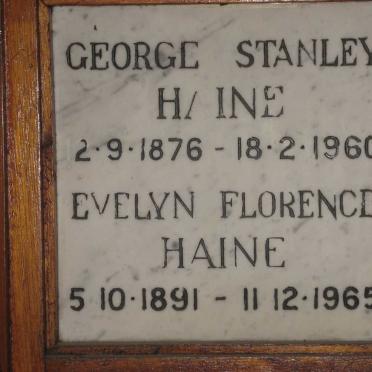 GEORGE STANLEY
HAINE
2·9·1876 - 18·2·1960
EVELYN FLORENCE
HAINE
5 10·1891 - 11 12·1965